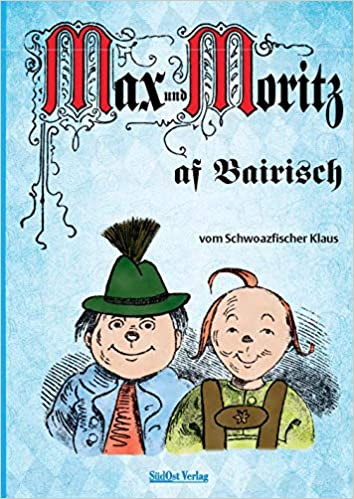 Max und Moritz
af Bairisch
vom Schwoazfischer Klaus
SüdOst Verlag